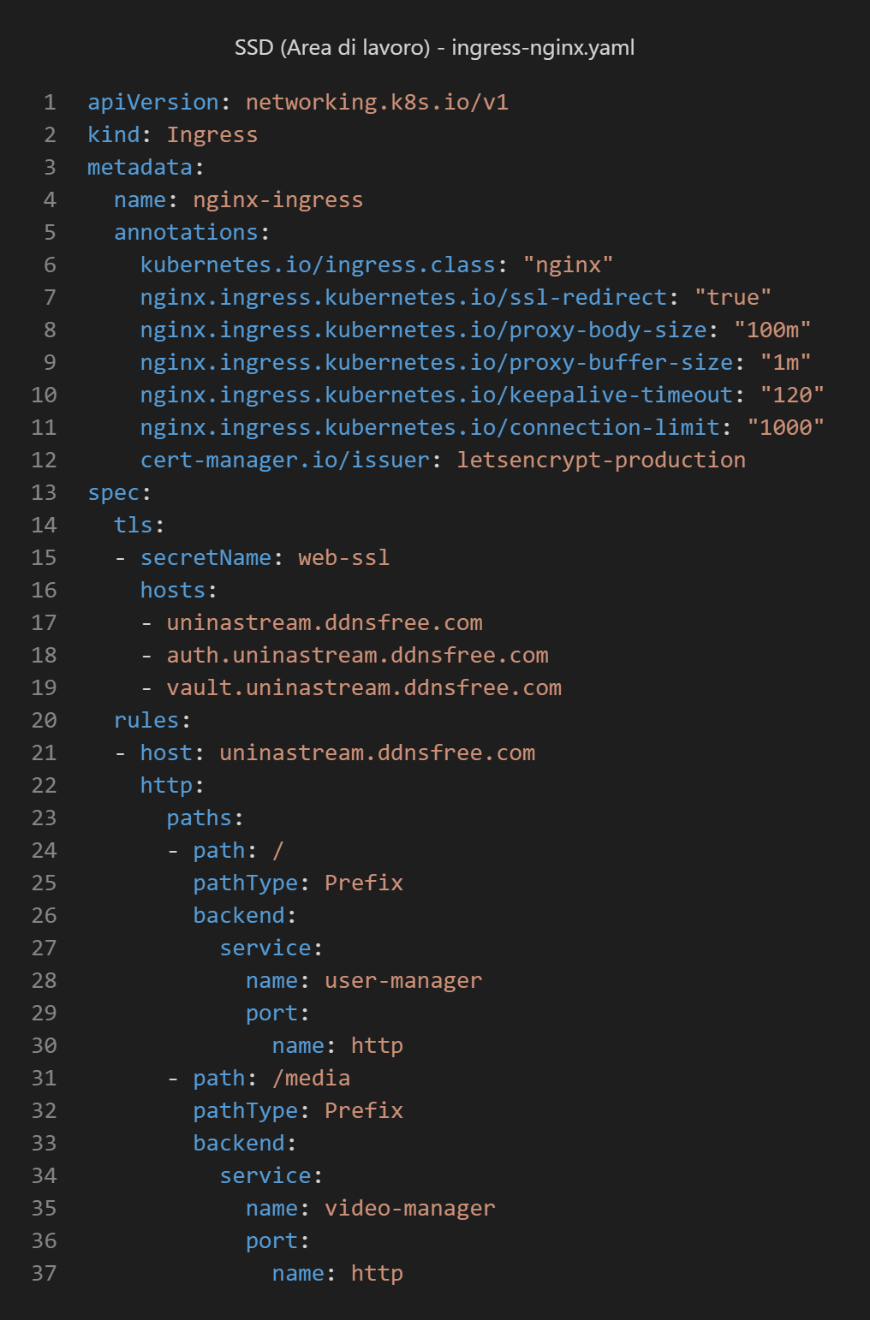 SSD (Area di lavoro) - ingress-nginx.yaml
1 apiVersion: networking.k8s.io/v1
2 kind: Ingress
3 metadata:
4   name: nginx-ingress
5   annotations:
6     kubernetes.io/ingress.class: "nginx"
7     nginx.ingress.kubernetes.io/ssl-redirect: "true"
8     nginx.ingress.kubernetes.io/proxy-body-size: "100m"
9     nginx.ingress.kubernetes.io/proxy-buffer-size: "1m"
10     nginx.ingress.kubernetes.io/keepalive-timeout: "120"
11     nginx.ingress.kubernetes.io/connection-limit: "1000"
12     cert-manager.io/issuer: letsencrypt-production
13 spec:
14   tls:
15   - secretName: web-ssl
16     hosts:
17     - uninastream.ddnsfree.com
18     - auth.uninastream.ddnsfree.com
19     - vault.uninastream.ddnsfree.com
20   rules:
21   - host: uninastream.ddnsfree.com
22     http:
23       paths:
24       - path: /
25         pathType: Prefix
26         backend:
27           service:
28             name: user-manager
29             port:
30               name: http
31       - path: /media
32         pathType: Prefix
33         backend:
34           service:
35             name: video-manager
36             port:
37               name: http